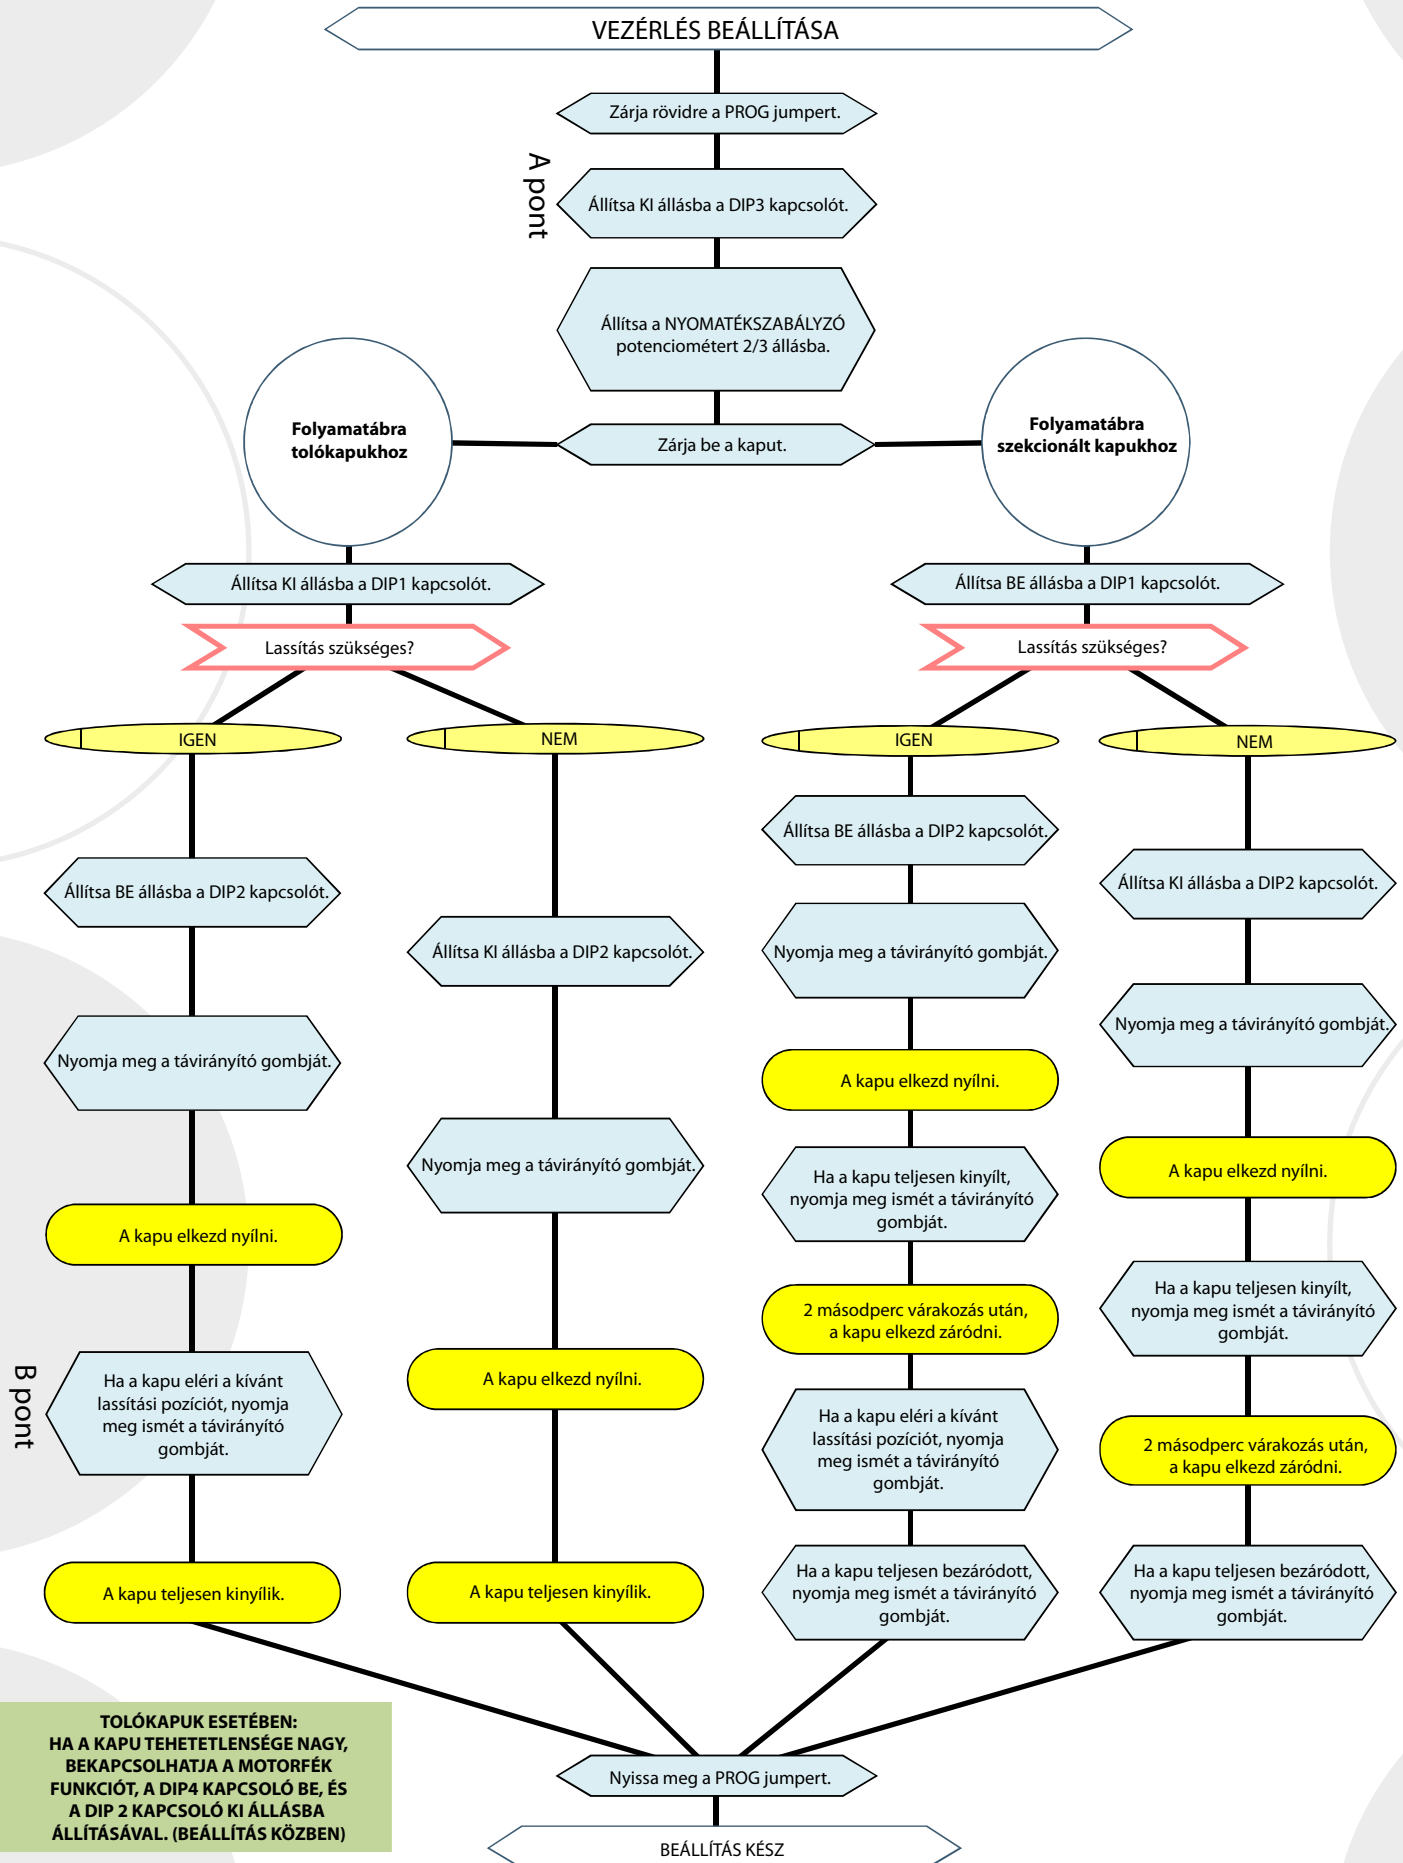 VEZÉRLÉS BEÁLLÍTÁSA
Zárja rövidre a PROG jumpert.
A pont
Állítsa KI állásba a DIP3 kapcsolót.
Állítsa a NYOMATÉKSZABÁLYZÓ
potenciométert 2/3 állásba.
Folyamatábra
tolókapukhoz
Zárja be a kaput.
Folyamatábra
szekcionált kapukhoz
Állítsa KI állásba a DIP1 kapcsolót.
Lassítás szükséges?
IGEN
Állítsa BE állásba a DIP2 kapcsolót.
Nyomja meg a távirányító gombját.
A kapu elkezd nyílni.
B pont
Ha a kapu eléri a kívánt
lassítási pozíciót, nyomja
meg ismét a távirányító
gombját.
A kapu teljesen kinyílik.
NEM
Állítsa KI állásba a DIP2 kapcsolót.
Nyomja meg a távirányító gombját.
A kapu elkezd nyílni.
A kapu teljesen kinyílik.
Állítsa BE állásba a DIP1 kapcsolót.
Lassítás szükséges?
IGEN
Állítsa BE állásba a DIP2 kapcsolót.
Nyomja meg a távirányító gombját.
A kapu elkezd nyílni.
Ha a kapu teljesen kinyílt,
nyomja meg ismét a távirányító
gombját.
2 másodperc várakozás után,
a kapu elkezd záródni.
Ha a kapu eléri a kívánt
lassítási pozíciót, nyomja
meg ismét a távirányító
gombját.
Ha a kapu teljesen bezáródott,
nyomja meg ismét a távirányító
gombját.
NEM
Állítsa KI állásba a DIP2 kapcsolót.
Nyomja meg a távirányító gombját.
A kapu elkezd nyílni.
Ha a kapu teljesen kinyílt,
nyomja meg ismét a távirányító
gombját.
2 másodperc várakozás után,
a kapu elkezd záródni.
Ha a kapu teljesen bezáródott,
nyomja meg ismét a távirányító
gombját.
TOLÓKAPUK ESETÉBEN:
HA A KAPU TEHETETLENSÉGE NAGY,
BEKAPCSOLHATJA A MOTORFÉK
FUNKCIÓT, A DIP4 KAPCSOLÓ BE, ÉS
A DIP 2 KAPCSOLÓ KI ÁLLÁSBA
ÁLLÍTÁSÁVAL. (BEÁLLÍTÁS KÖZBEN)
Nyissa meg a PROG jumpert.
BEÁLLÍTÁS KÉSZ